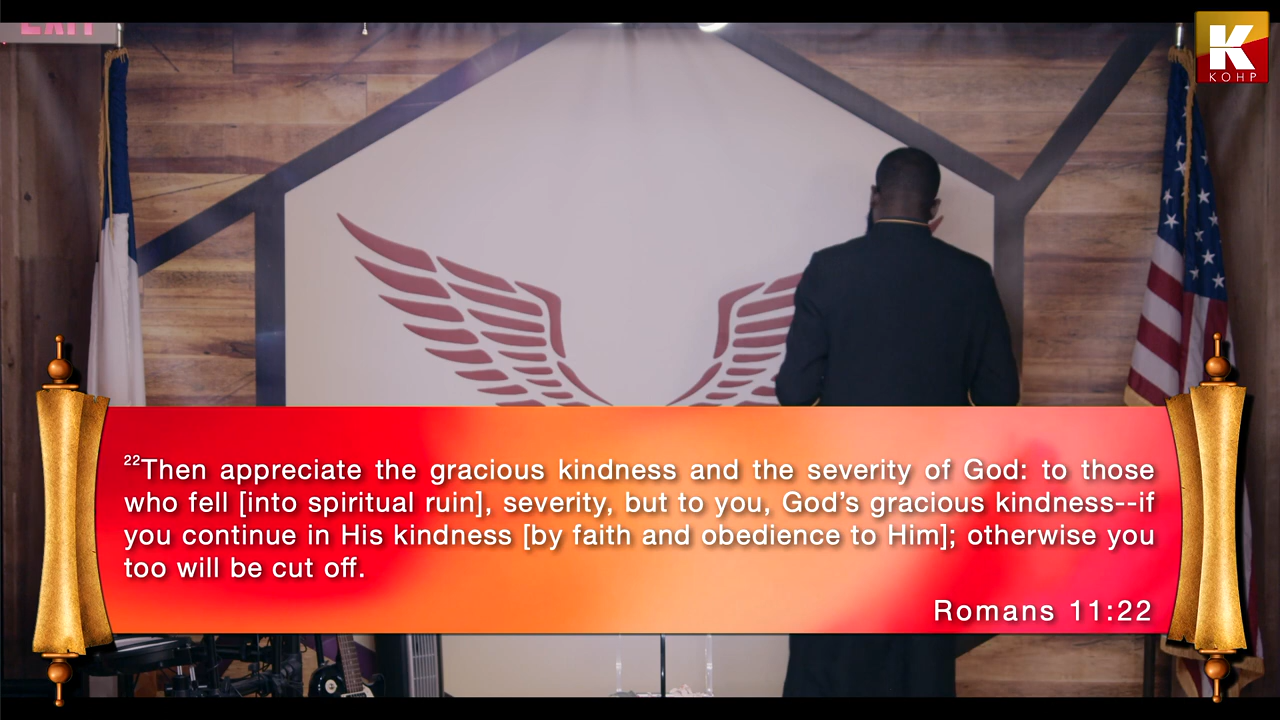 EXIT
K
KOHP
22Then appreciate the gracious kindness and the severity of God: to those
who fell [into spiritual ruin], severity, but to you, God’s gracious kindness--if
you continue in His kindness [by faith and obedience to Him]; otherwise you
too will be cut off.
Romans 11:22